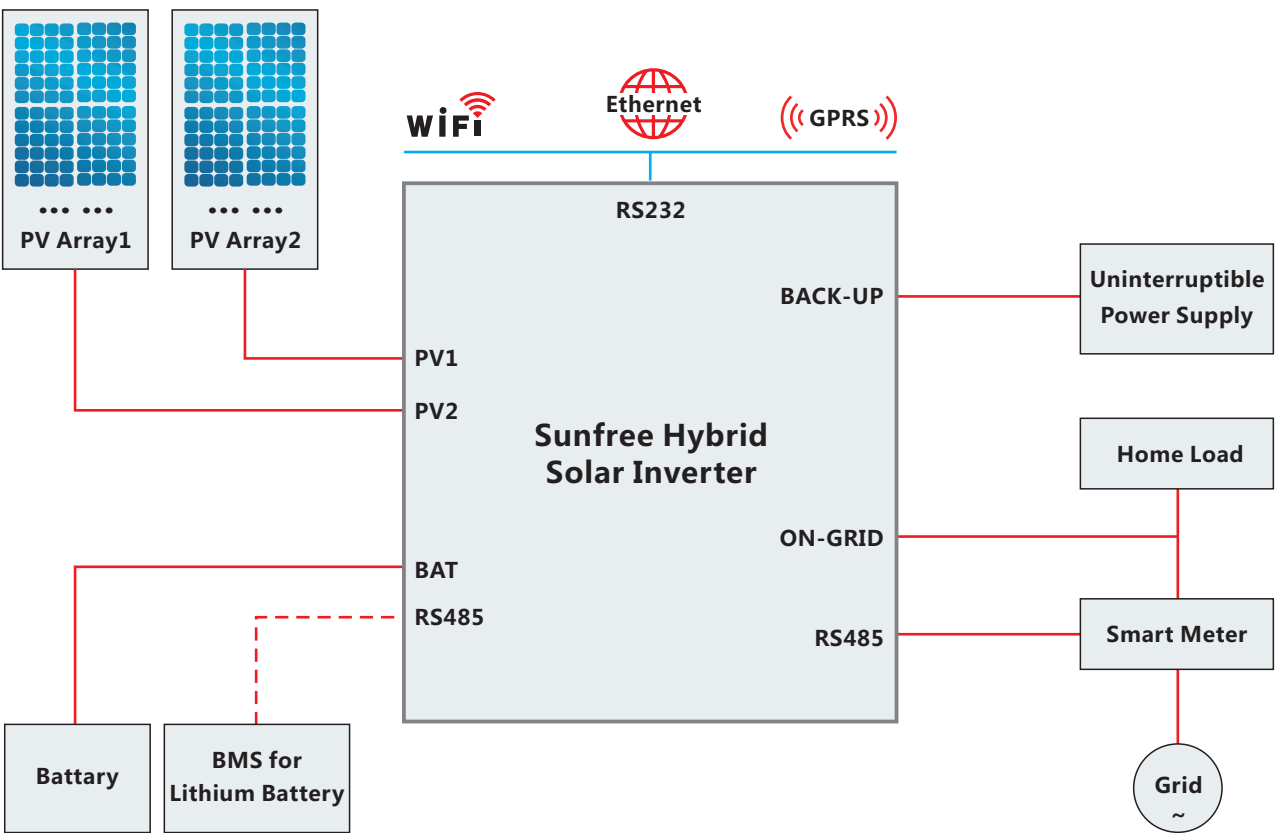 WiFi
Ethernet
GPRS
RS232
PV Array1
PV Array2
BACK-UP
Uninterruptible
Power Supply
PV1
PV2
Sunfree Hybrid
Solar Inverter
Home Load
ON-GRID
BAT
RS485
RS485
Smart Meter
Battary
BMS for
Lithium Battery
Grid
~